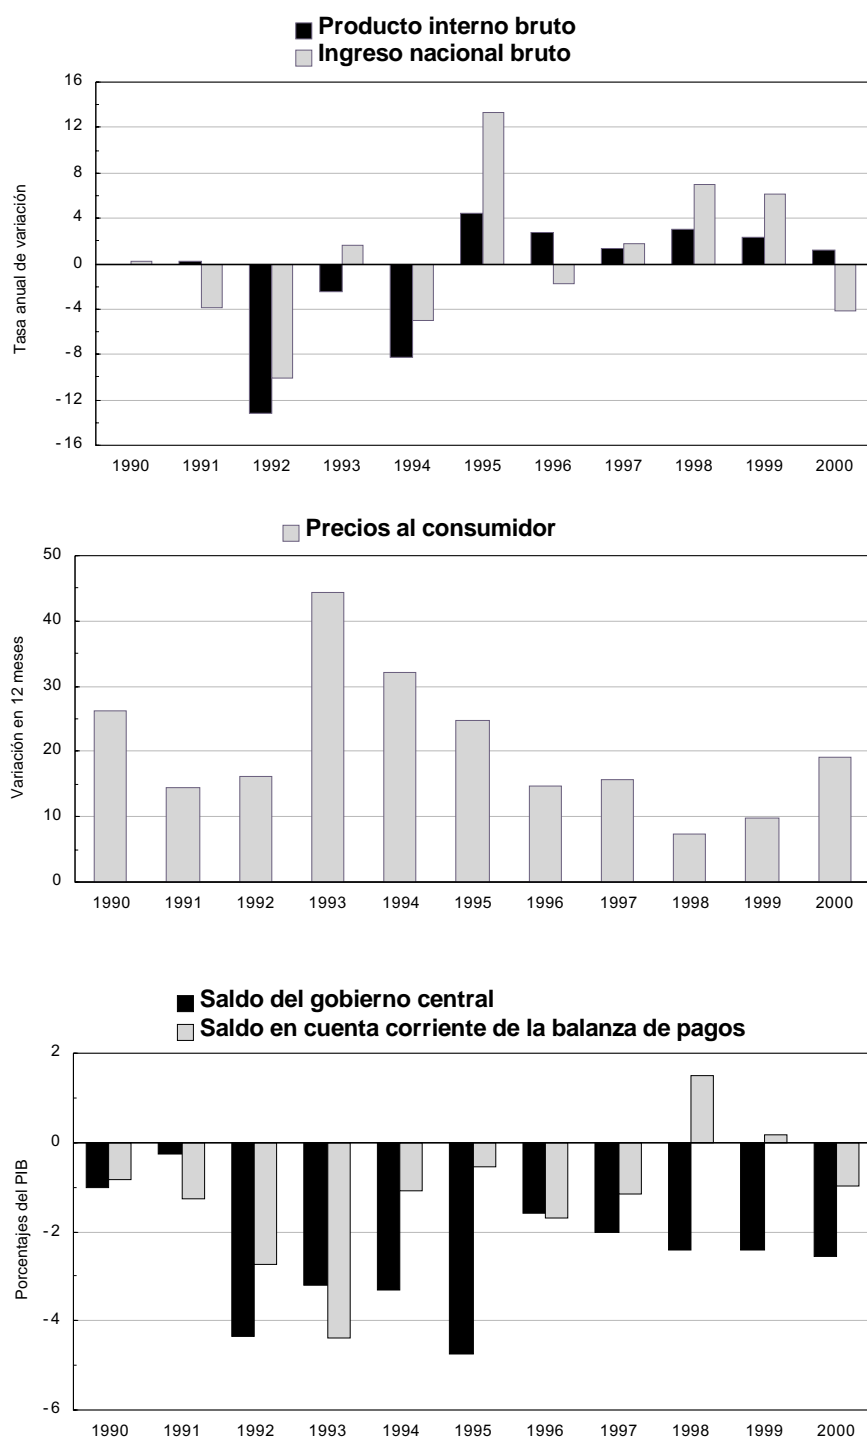 Producto interno bruto
Ingreso nacional bruto
Tasa anual de variación
16
12
8
4
0
-4
-8
-12
-16
1990 1991 1992 1993 1994 1995 1996 1997 1998 1999 2000
Precios al consumidor
Variación en 12 meses
50
40
30
20
10
0
1990 1991 1992 1993 1994 1995 1996 1997 1998 1999 2000
Saldo del gobierno central
Saldo en cuenta corriente de la balanza de pagos
Porcentajes del PIB
2
0
-2
-4
-6
1990 1991 1992 1993 1994 1995 1996 1997 1998 1999 2000